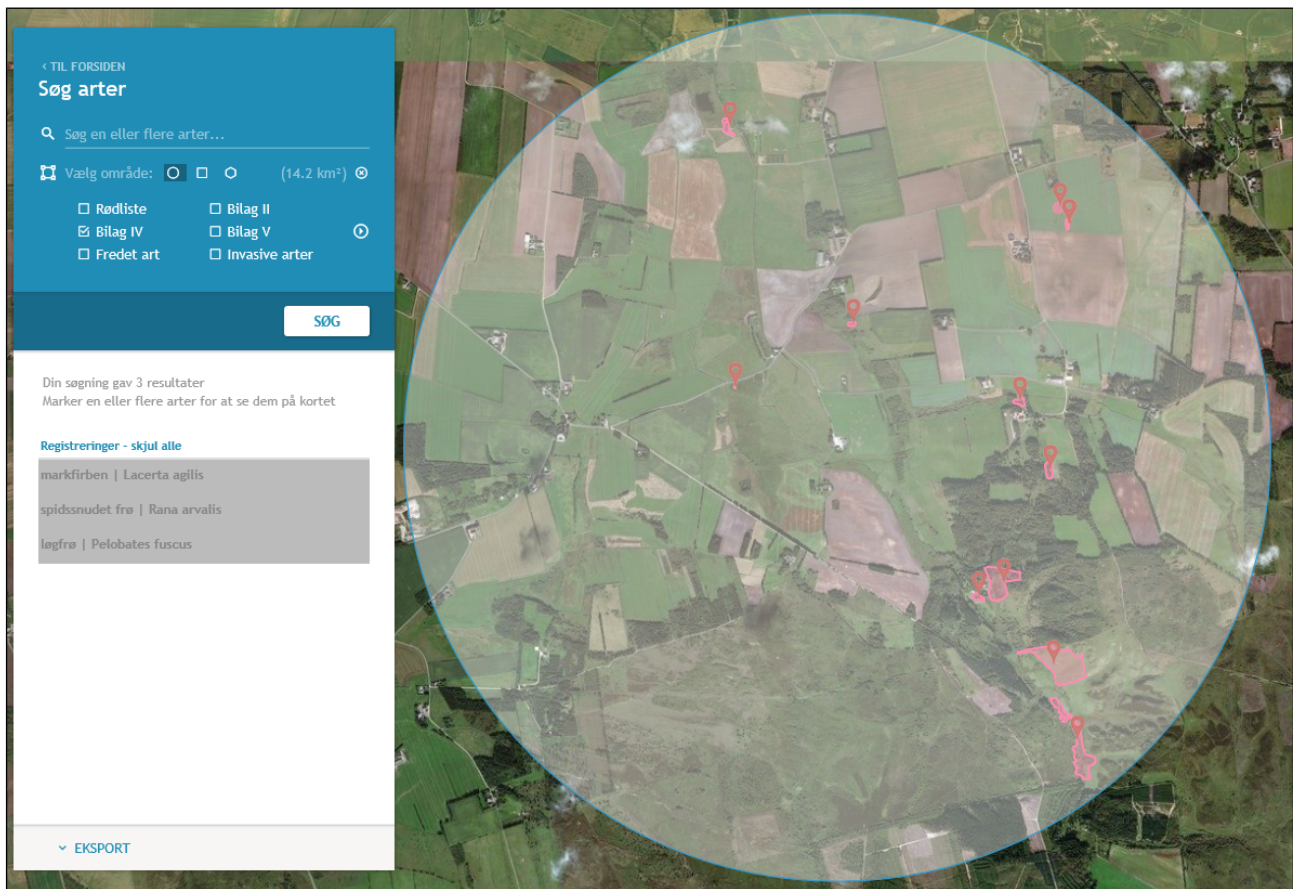 ‹ TIL FORSIDEN
Søg arter
Søg en eller flere arter...
Vælg område: (14.2 km²)
Rødliste Bilag II
Bilag IV Bilag V
Fredet art Invasive arter
SØG
Din søgning gav 3 resultater
Marker en eller flere arter for at se dem på kortet
Registreringer - skjul alle
markfirben | Lacerta agilis
spidssnudet frø | Rana arvalis
løgfrø | Pelobates fuscus
EKSPORT